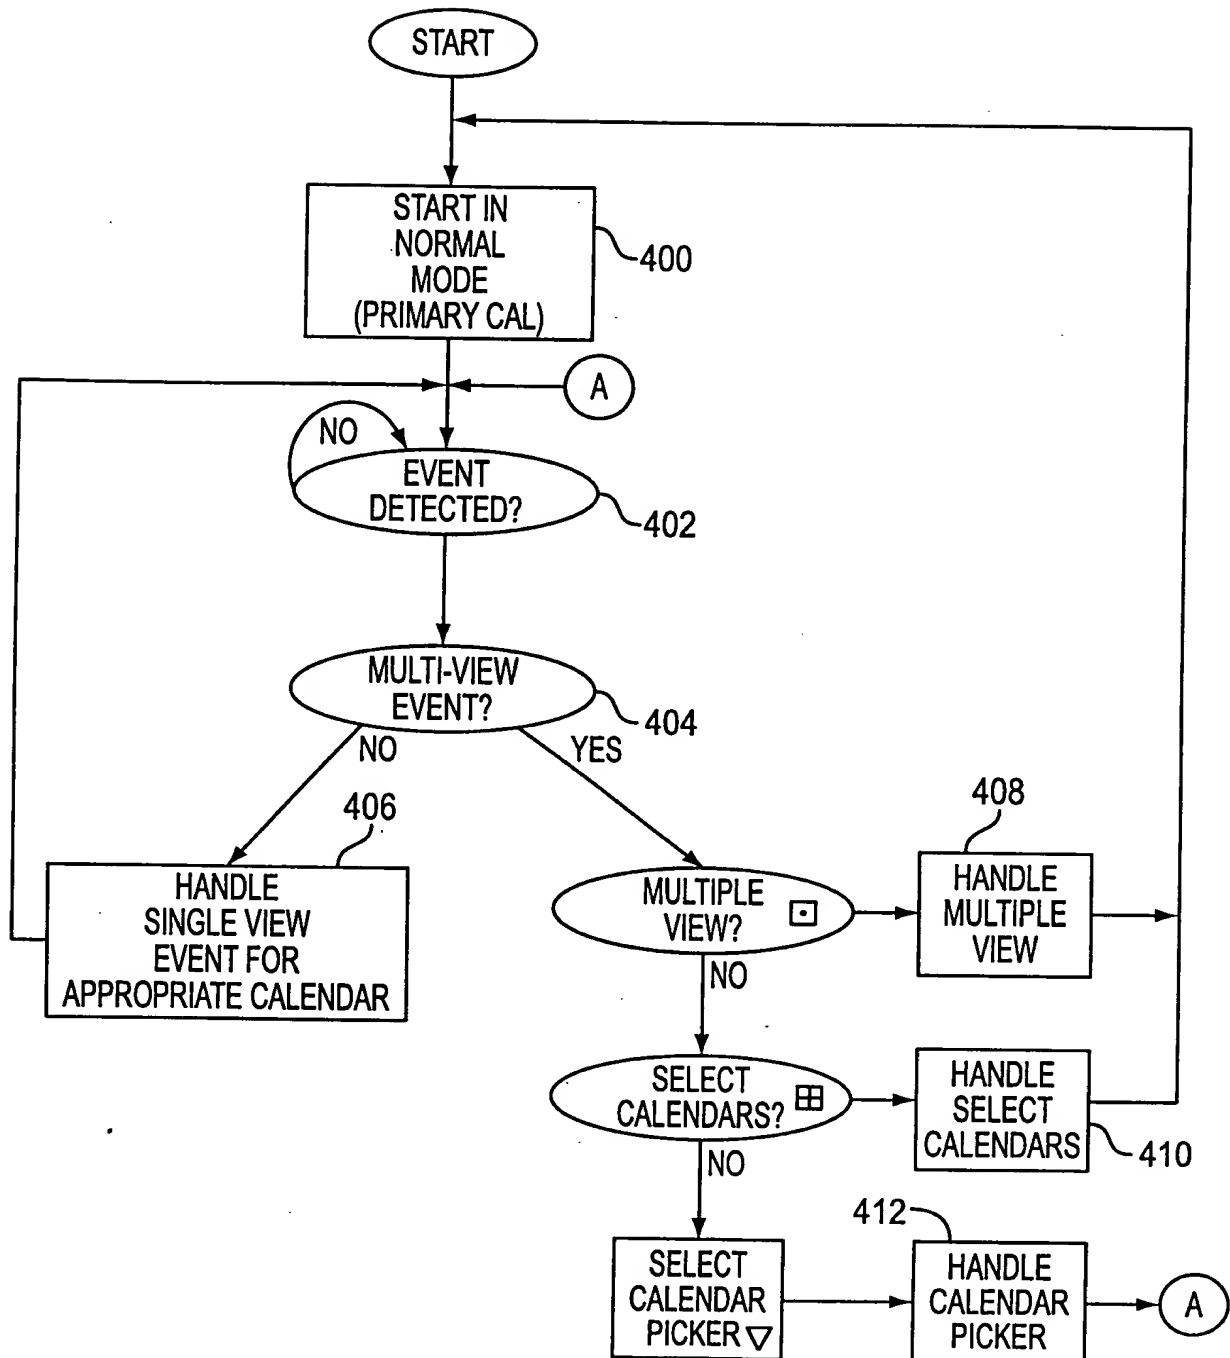 START
START IN
NORMAL
MODE
(PRIMARY CAL)
400
A
NO
EVENT
DETECTED?
402
MULTI-VIEW
EVENT?
404
NO
YES
406
HANDLE
SINGLE VIEW
EVENT FOR
APPROPRIATE CALENDAR
MULTIPLE
VIEW?
408
HANDLE
MULTIPLE
VIEW
NO
SELECT
CALENDARS?
HANDLE
SELECT
CALENDARS
410
NO
SELECT
CALENDAR
PICKER
412
HANDLE
CALENDAR
PICKER
A